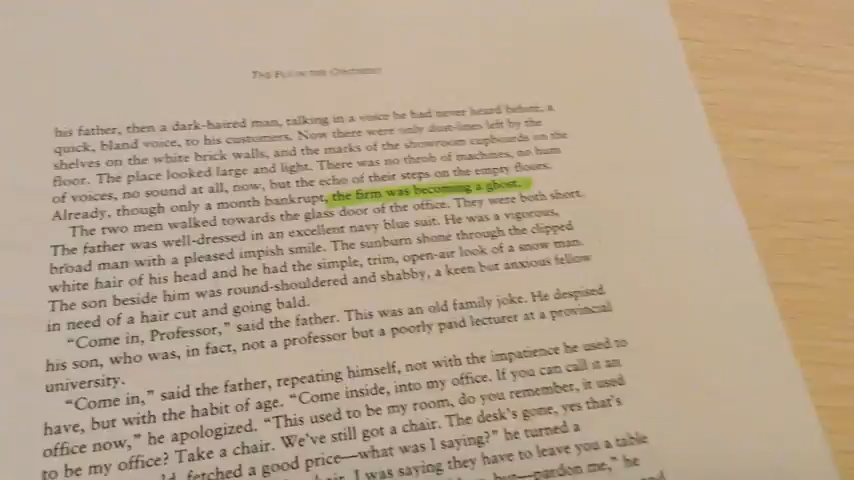 his father, then a dark-haired man, talking in a voice he had never heard before, a
quick, bland voice, to his customers. Now there were only dust-lines left by the
shelves on the white brick walls, and the marks of the showroom cupboards on the
floor. The place looked large and light. There was no throb of machines, no hum
of voices, no sound at all, now, but the echo of their steps on the empty floors.
Already, though only a month bankrupt, the firm was becoming a ghost.
The two men walked towards the glass door of the office. They were both short.
The father was well-dressed in an excellent navy blue suit. He was a vigorous,
broad man with a pleased impish smile. The sunburn shone through the clipped
white hair of his head and he had the simple, trim, open-air look of a snow man.
The son beside him was round-shouldered and shabby, a keen but anxious fellow
in need of a hair cut and going bald.
"Come in, Professor," said the father. This was an old family joke. He despised
his son, who was, in fact, not a professor but a poorly paid lecturer at a provincial
university.
"Come in," said the father, repeating himself, not with the impatience he used to
have, but with the habit of age. "Come inside, into my office. If you can call it an
office now," he apologized. "This used to be my room, do you remember, it used
to be my office? Take a chair. We've still got a chair. The desk's gone, yes that's
fetched a good price—what was I saying?" he turned a
I was saying they have to leave you a table
but—pardon me," he